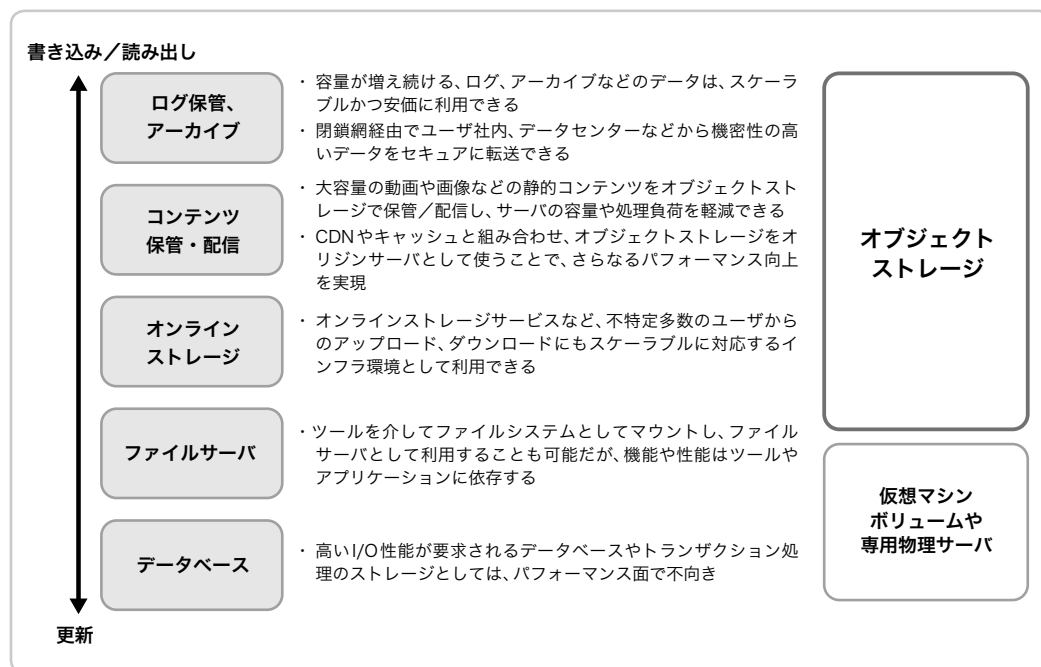 書き込み／読み出し
ログ保管、
アーカイブ
・ 容量が増え続ける、ログ、アーカイブなどのデータは、スケーラ
ブルかつ安価に利用できる
・ 閉鎖網経由でユーザ社内、データセンターなどから機密性の高
いデータをセキュアに転送できる
コンテンツ
保管・配信
・ 大容量の動画や画像などの静的コンテンツをオブジェクトスト
レージで保管／配信し、サーバの容量や処理負荷を軽減できる
・ CDNやキャッシュと組み合わせ、オブジェクトストレージをオ
リジンサーバとして使うことで、さらなるパフォーマンス向上
を実現
オンライン
ストレージ
・ オンラインストレージサービスなど、不特定多数のユーザから
のアップロード、ダウンロードにもスケーラブルに対応するイ
ンフラ環境として利用できる
ファイルサーバ
・ツールを介してファイルシステムとしてマウントし、ファイル
サーバとして利用することも可能だが、機能や性能はツールや
アプリケーションに依存する
データベース
・ 高いI/O性能が要求されるデータベースやトランザクション処
理のストレージとしては、パフォーマンス面で不向き
更新
オブジェクト
ストレージ
仮想マシン
ボリュームや
専用物理サーバ